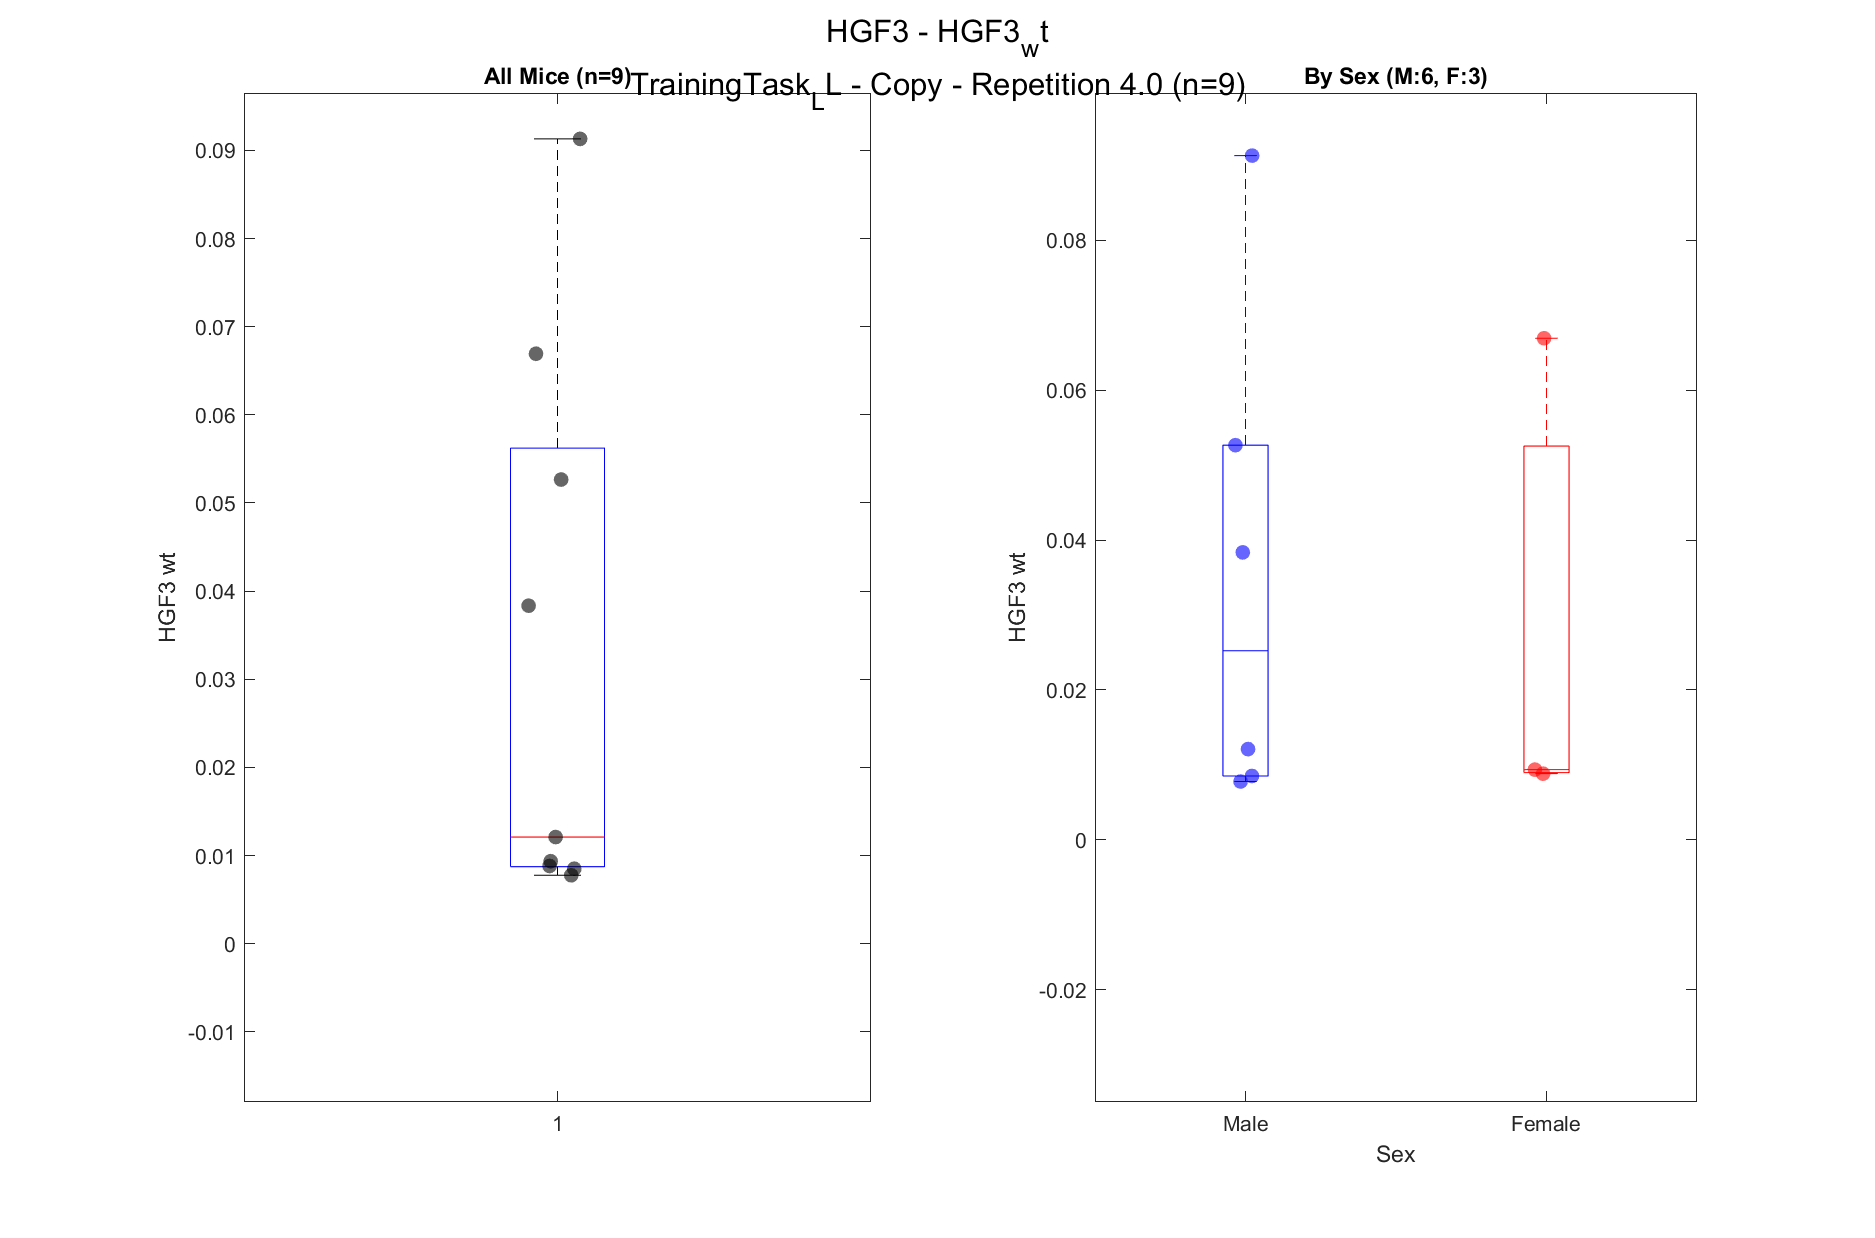 HGF3 - HGF3_wt
TrainingTask_LL - Copy - Repetition 4.0 (n=9)
All Mice (n=9)
0.09
0.08
0.07
0.06
0.05
0.04
0.03
0.02
0.01
0
-0.01
HGF3 wt
1
By Sex (M:6, F:3)
0.08
0.06
0.04
0.02
0
-0.02
HGF3 wt
Male Female
Sex